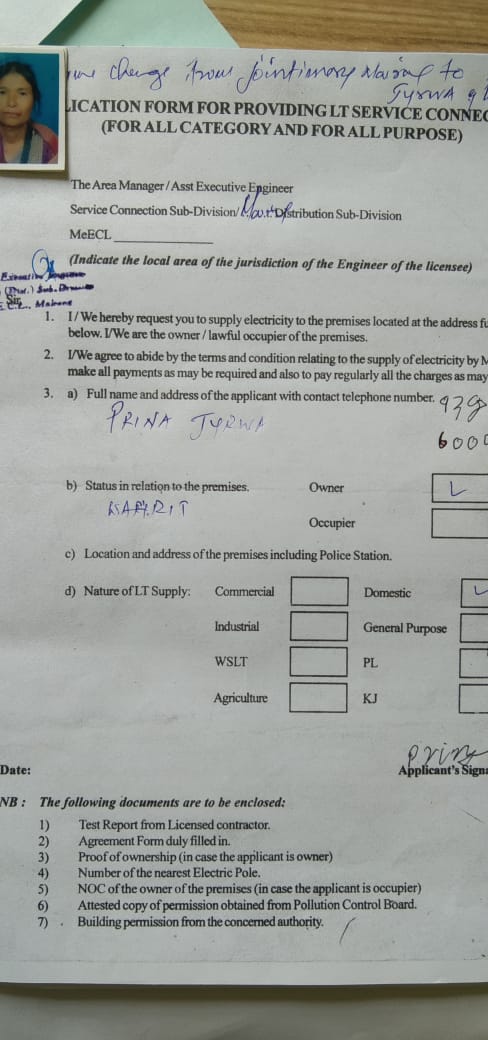 change from
to
LICATION FORM FOR PROVIDING LT SERVICE CONNEC
(FOR ALL CATEGORY AND FOR ALL PURPOSE)
The Area Manager / Asst Executive Engineer
Service Connection Sub-Division/ Distribution Sub-Division
MeECL
(Indicate the local area of the jurisdiction of the Engineer of the licensee)
Sir,
1. I / We hereby request you to supply electricity to the premises located at the address fu
below. I/We are the owner / lawful occupier of the premises.
2. I/We agree to abide by the terms and condition relating to the supply of electricity by M
make all payments as may be required and also to pay regularly all the charges as may
3. a) Full name and address of the applicant with contact telephone number.
PRINA JYRWA
b) Status in relation to the premises. Owner
Occupier
c) Location and address of the premises including Police Station.
d) Nature of LT Supply: Commercial Domestic
Industrial General Purpose
WSLT PL
Agriculture KJ
Date: Applicant's Signa
NB : The following documents are to be enclosed:
1) Test Report from Licensed contractor.
2) Agreement Form duly filled in.
3) Proof of ownership (in case the applicant is owner)
4) Number of the nearest Electric Pole.
5) NOC of the owner of the premises (in case the applicant is occupier)
6) Attested copy of permission obtained from Pollution Control Board.
7) Building permission from the concerned authority.